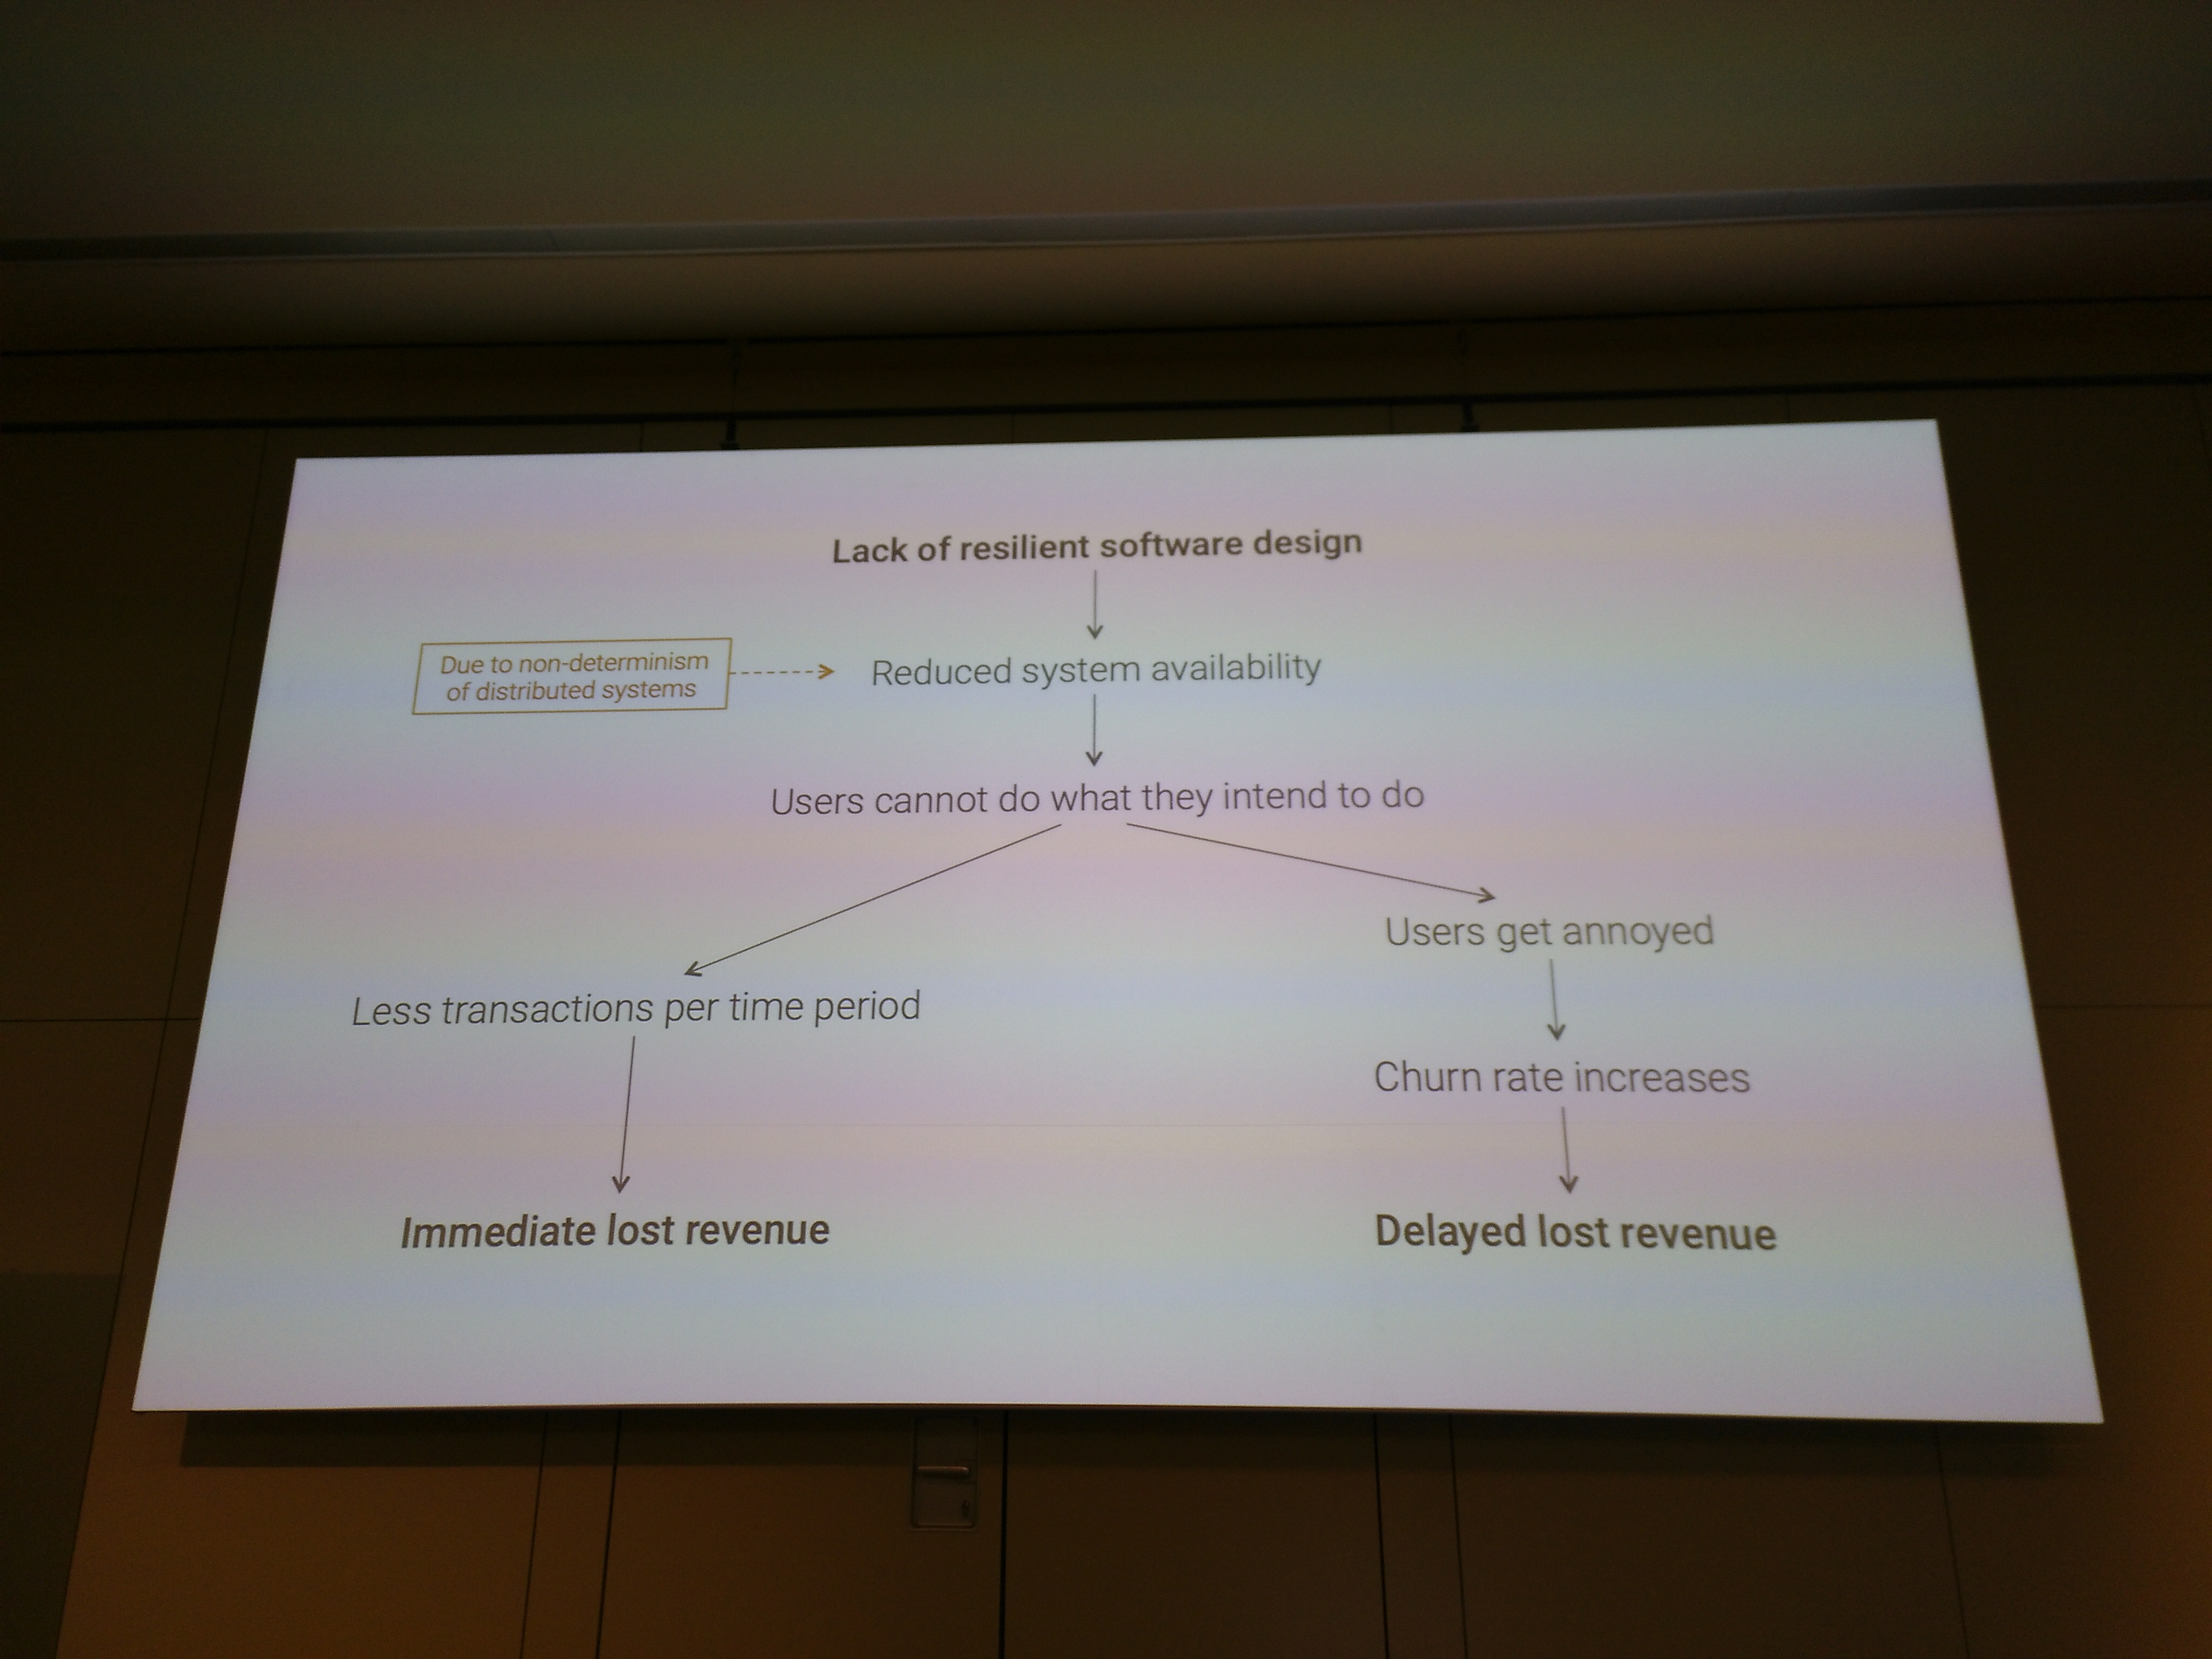 Lack of resilient software design
Due to non-determinism
of distributed systems
Reduced system availability
Users cannot do what they intend to do
Users get annoyed
Less transactions per time period
Churn rate increases
Immediate lost revenue
Delayed lost revenue